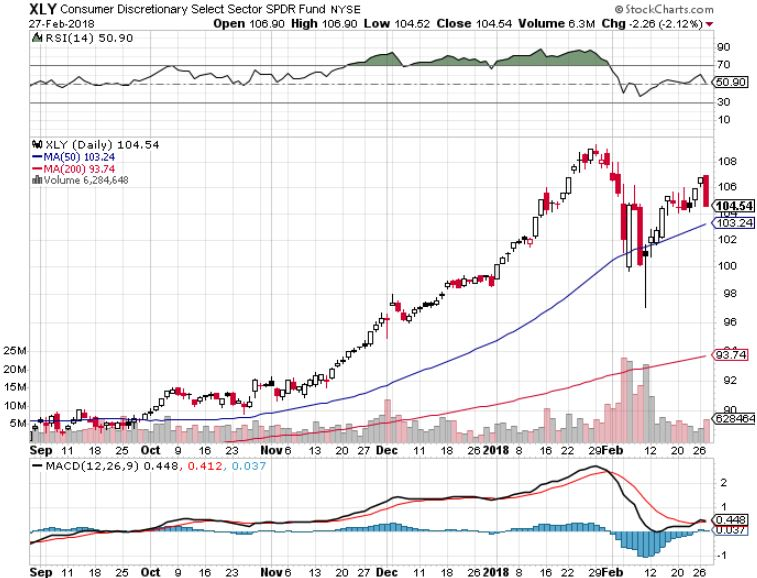 XLY Consumer Discretionary Select Sector SPDR Fund NYSE © StockCharts.com
27-Feb-2018 Open 106.90 High 106.90 Low 104.52 Close 104.54 Volume 6.3M Chg -2.26 (-2.12%)
RSI(14) 50.90
90
70
50.90
30
10
XLY (Daily) 104.54
MA(50) 103.24
MA(200) 93.74
Volume 6,284,648
108
106
104.54
104
103.24
102
100
98
96
93.74
92
90
628464
25M
20M
15M
10M
5M
Sep 11 18 25 Oct 9 16 23 Nov 6 13 20 Dec 11 18 26 2018 8 16 22 Feb 12 20 26
MACD(12,26,9) 0.448, 0.412, 0.037
2
1
0.448
0.037
-1
Sep 11 18 25 Oct 9 16 23 Nov 6 13 20 Dec 11 18 26 2018 8 16 22 29 Feb 12 20 26